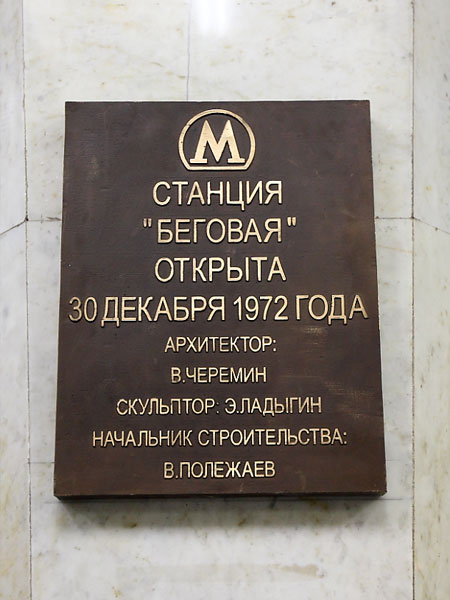 М
СТАНЦИЯ
"БЕГОВАЯ"
ОТКРЫТА
30 ДЕКАБРЯ 1972 ГОДА
АРХИТЕКТОР:
В.ЧЕРЕМИН
СКУЛЬПТОР: Э.ЛАДЫГИН
НАЧАЛЬНИК СТРОИТЕЛЬСТВА:
В.ПОЛЕЖАЕВ